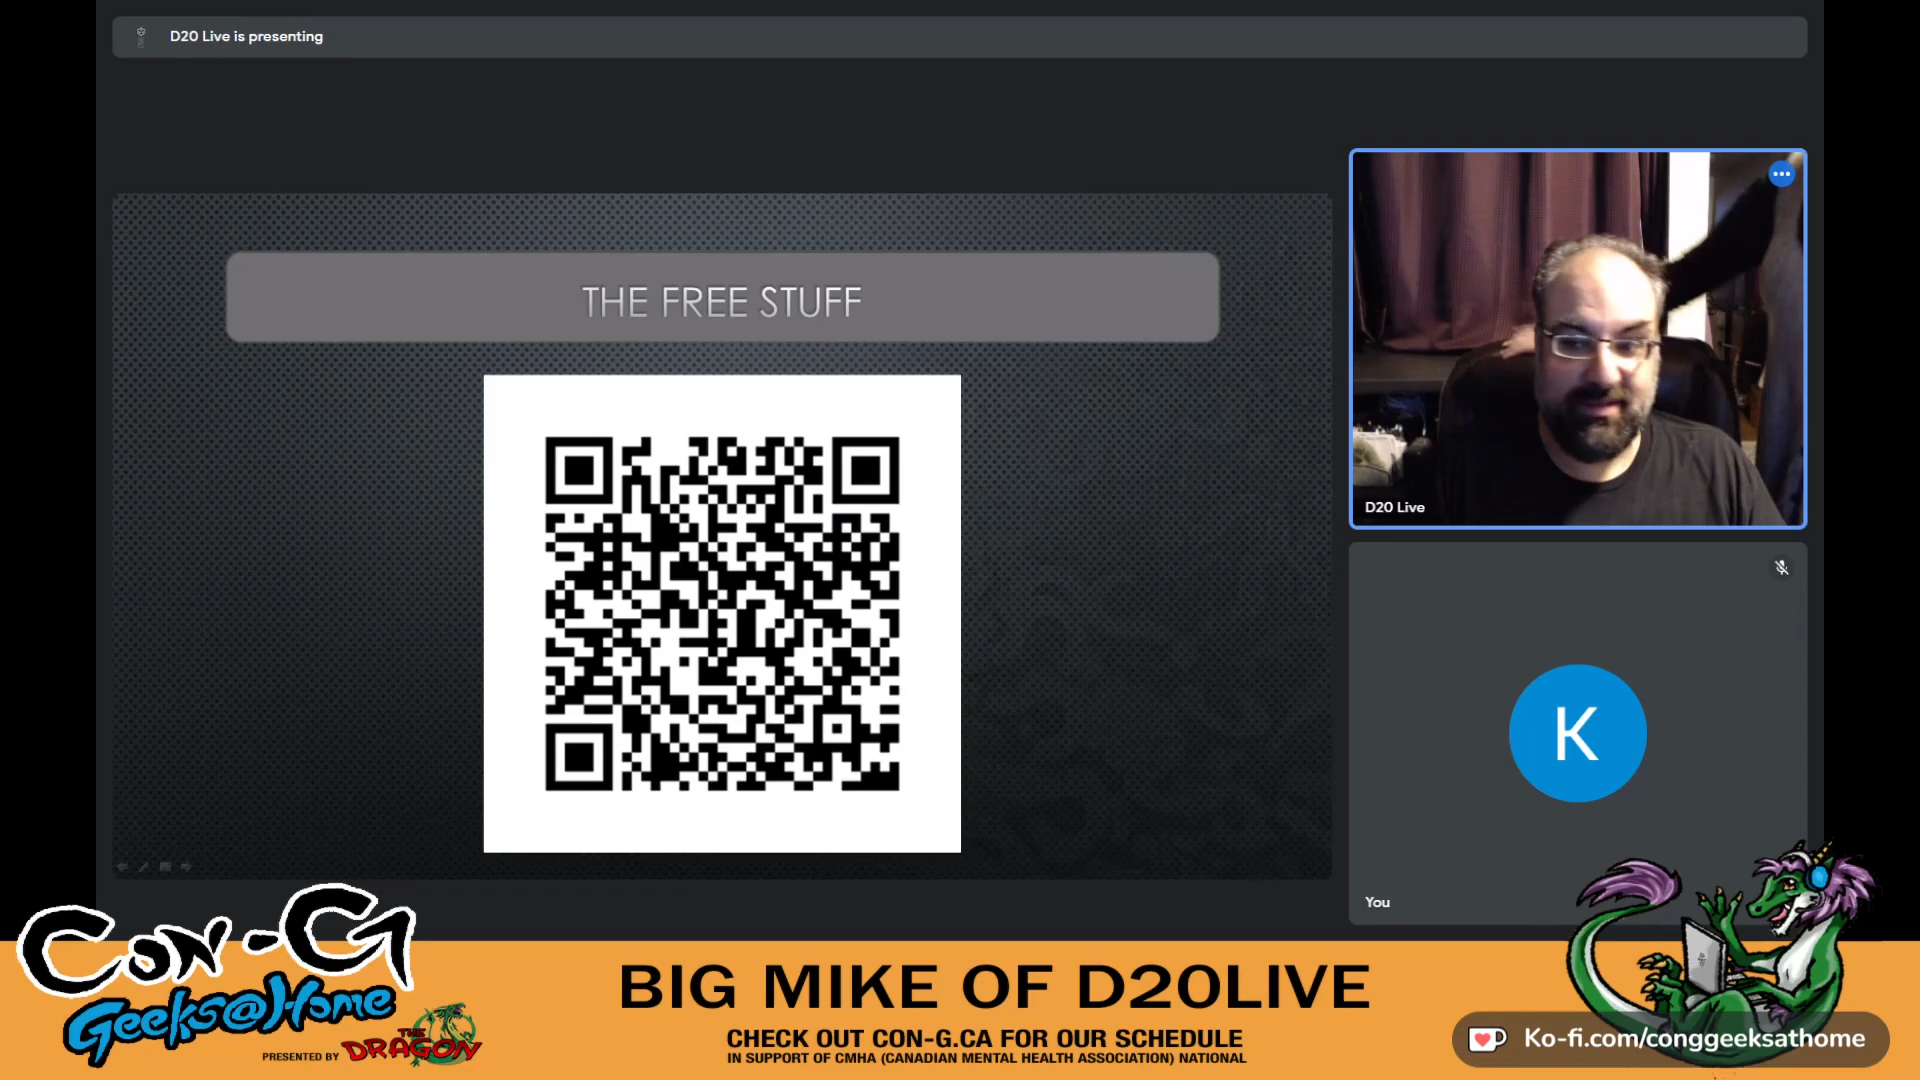 D20 Live is presenting
THE FREE STUFF
D20 Live
K
You
CON-G
Geeks@Home
PRESENTED BY THE DRAGON
BIG MIKE OF D20LIVE
CHECK OUT CON-G.CA FOR OUR SCHEDULE
IN SUPPORT OF CMHA (CANADIAN MENTAL HEALTH ASSOCIATION) NATIONAL
Ko-fi.com/conggeeksathome